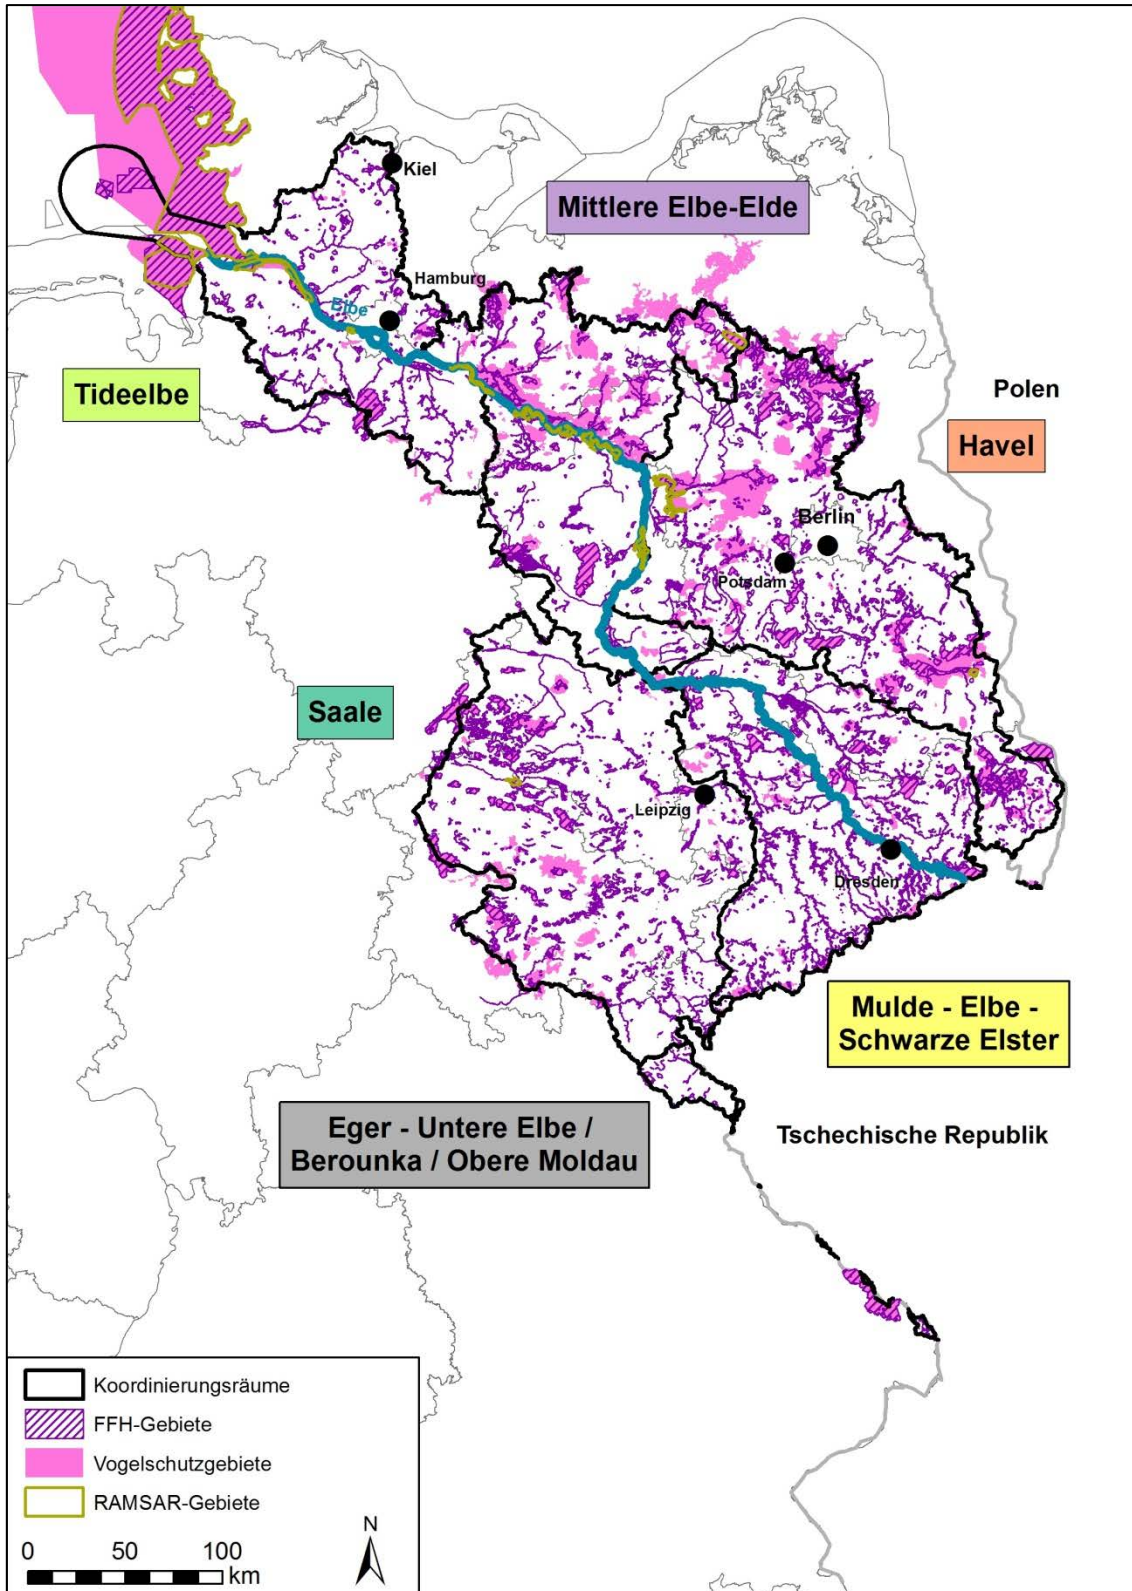 Kiel
Mittlere Elbe-Elde
Hamburg
Elbe
Tideelbe
Polen
Havel
Berlin
Potsdam
Saale
Leipzig
Dresden
Mulde - Elbe -
Schwarze Elster
Eger - Untere Elbe /
Berounka / Obere Moldau
Tschechische Republik
Koordinierungsräume
FFH-Gebiete
Vogelschutzgebiete
RAMSAR-Gebiete
N
0 50 100
km